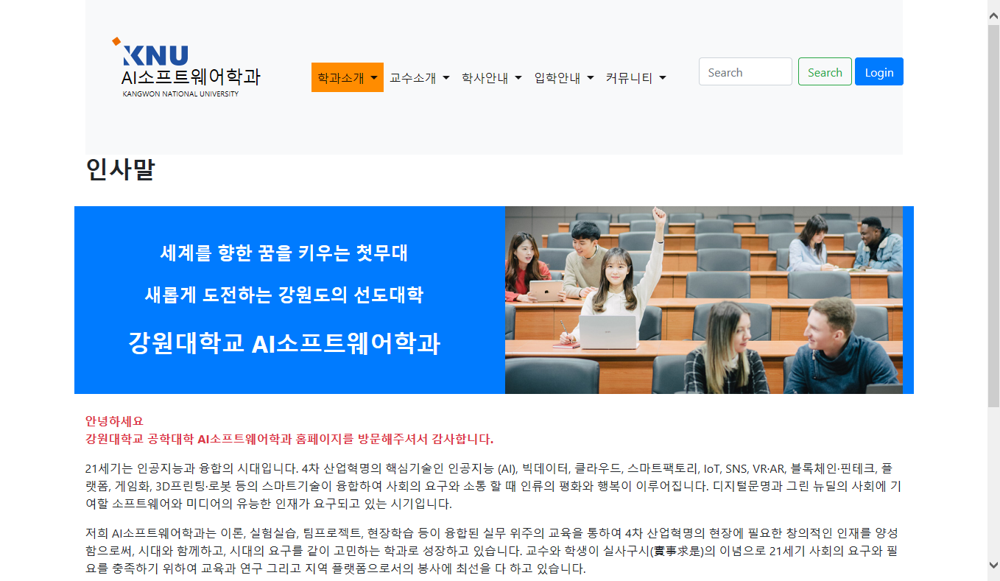 KNU
AI소프트웨어학과
KANGWON NATIONAL UNIVERSITY
학과소개 교수소개 학사안내 입학안내 커뮤니티 Search Search Login
인사말
세계를 향한 꿈을 키우는 첫무대
새롭게 도전하는 강원도의 선도대학
강원대학교 AI소프트웨어학과
안녕하세요
강원대학교 공학대학 AI소프트웨어학과 홈페이지를 방문해주셔서 감사합니다.
21세기는 인공지능과 융합의 시대입니다. 4차 산업혁명의 핵심기술인 인공지능 (AI), 빅데이터, 클라우드, 스마트팩토리, IoT, SNS, VR·AR, 블록체인·핀테크, 플
랫폼, 게임화, 3D프린팅·로봇 등의 스마트기술이 융합하여 사회의 요구와 소통 할 때 인류의 평화와 행복이 이루어집니다. 디지털문명과 그린 뉴딜의 사회에 기
여할 소프트웨어와 미디어의 유능한 인재가 요구되고 있는 시기입니다.
저희 AI소프트웨어학과는 이론, 실험실습, 팀프로젝트, 현장학습 등이 융합된 실무 위주의 교육을 통하여 4차 산업혁명의 현장에 필요한 창의적인 인재를 양성
함으로써, 시대와 함께하고, 시대의 요구를 같이 고민하는 학과로 성장하고 있습니다. 교수와 학생이 실사구시(實事求是)의 이념으로 21세기 사회의 요구와 필
요를 충족하기 위하여 교육과 연구 그리고 지역 플랫폼으로서의 봉사에 최선을 다 하고 있습니다.